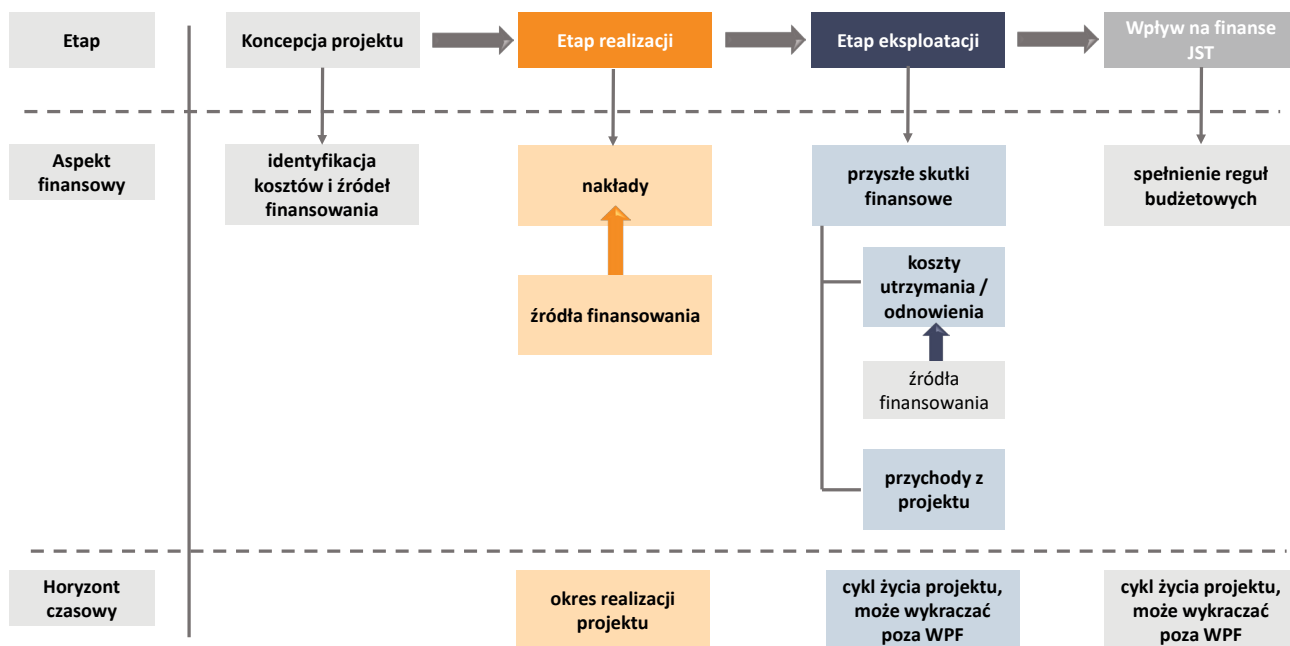 Etap
Koncepcja projektu
Etap realizacji
Etap eksploatacji
Wpływ na finanse
JST
Aspekt
finansowy
identyfikacja
kosztów i źródeł
finansowania
nakłady
źródła finansowania
przyszłe skutki
finansowe
koszty
utrzymania /
odnowienia
źródła
finansowania
przychody z
projektu
spełnienie reguł
budżetowych
Horyzont
czasowy
okres realizacji
projektu
cykl życia projektu,
może wykraczać
poza WPF
cykl życia projektu,
może wykraczać
poza WPF